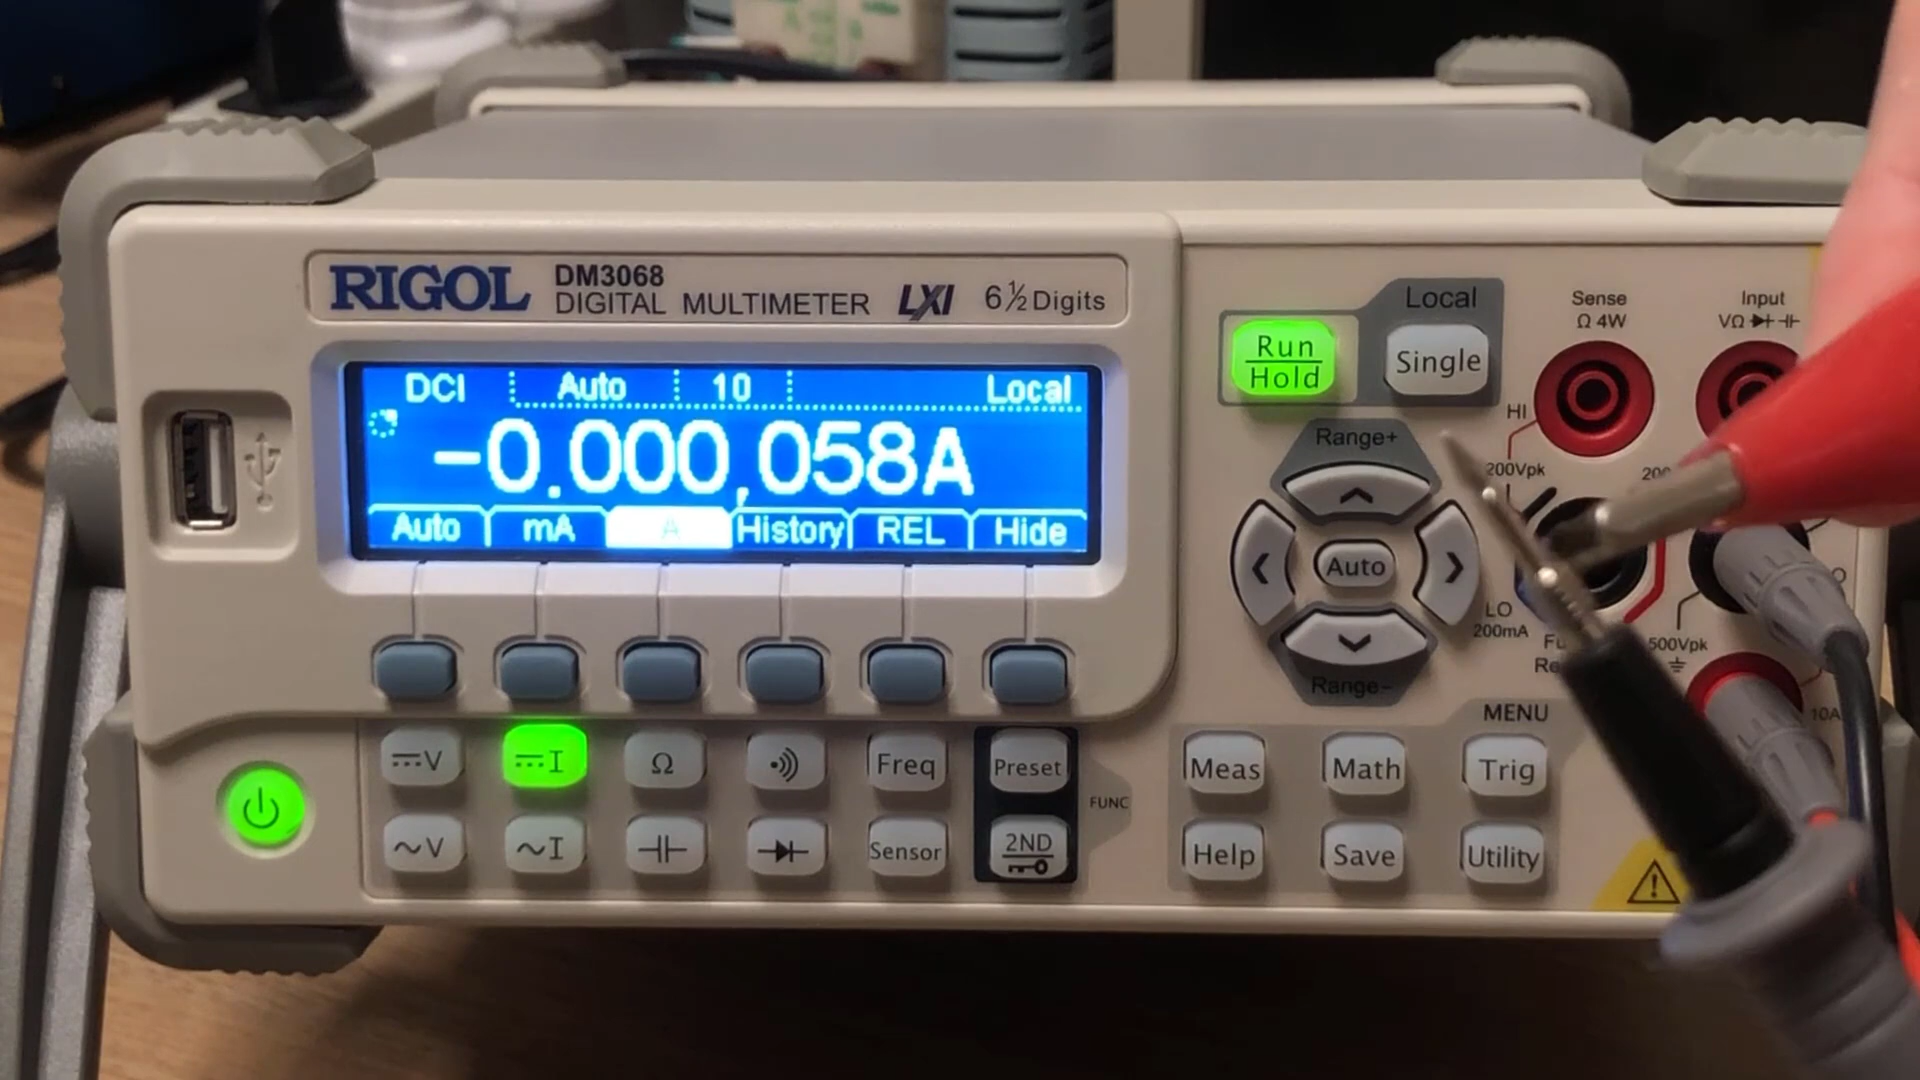 RIGOL
DM3068
DIGITAL MULTIMETER
LXI
6½ Digits
DCI
Auto
10
Local
-0.000,058A
Auto
mA
A
History
REL
Hide
V
I
Ω
Freq
Preset
FUNC
~V
~I
Sensor
2ND
Run
Hold
Local
Single
Range+
Auto
Range-
MENU
Meas
Math
Trig
Help
Save
Utility
Sense
Ω 4W
Input
VΩ
HI
200Vpk
200
LO
200mA
500Vpk
10A